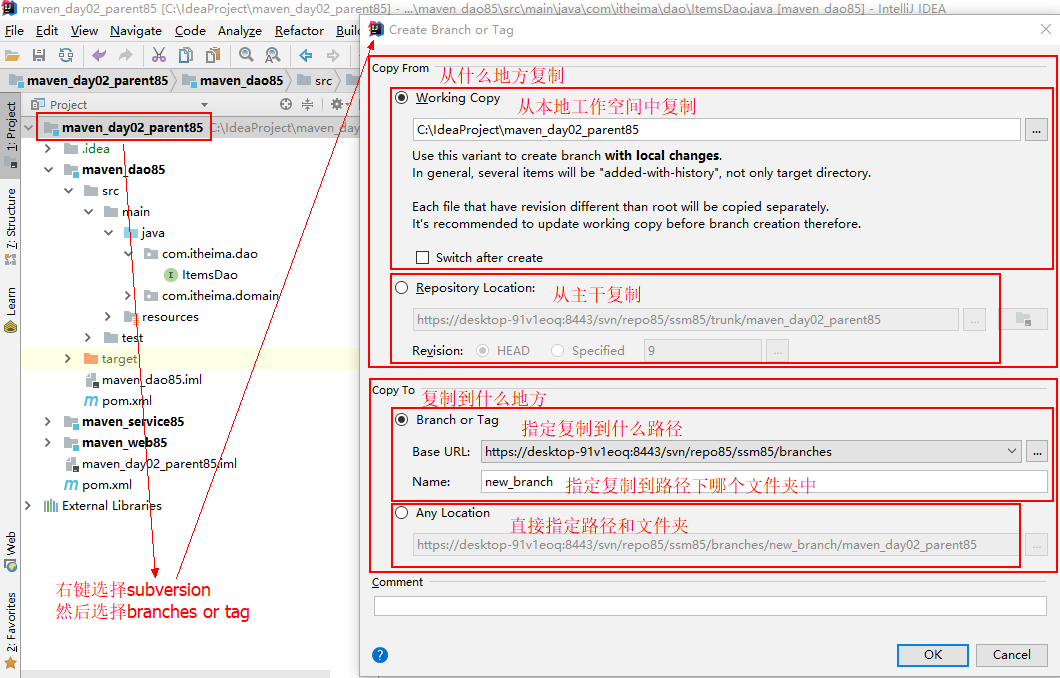 maven_day02_parent85 [C:\IdeaProject\maven_day02_parent85] - ...\maven_dao85\src\main\java\com\itheima\dao\ItemsDao.java [maven_dao85] - IntelliJ IDEA
File Edit View Navigate Code Analyze Refactor Buil
maven_day02_parent85 maven_dao85 src
Project
1: Project
7: Structure
Learn
Web
2: Favorites
maven_day02_parent85 C:\IdeaProject\maven_day
.idea
maven_dao85
src
main
java
com.itheima.dao
ItemsDao
com.itheima.domain
resources
test
target
maven_dao85.iml
pom.xml
maven_service85
maven_web85
maven_day02_parent85.iml
pom.xml
External Libraries
右键选择subversion
然后选择branches or tag
Create Branch or Tag
Copy From
从什么地方复制
Working Copy
从本地工作空间中复制
C:\IdeaProject\maven_day02_parent85
...
Use this variant to create branch with local changes.
In general, several items will be "added-with-history", not only target directory.
Each file that have revision different than root will be copied separately.
It's recommended to update working copy before branch creation therefore.
Switch after create
Repository Location:
从主干复制
https://desktop-91v1eoq:8443/svn/repo85/ssm85/trunk/maven_day02_parent85
...
Revision: HEAD Specified 9 ...
Copy To
复制到什么地方
Branch or Tag
指定复制到什么路径
Base URL: https://desktop-91v1eoq:8443/svn/repo85/ssm85/branches ...
Name: new_branch 指定复制到路径下哪个文件夹中
Any Location
直接指定路径和文件夹
https://desktop-91v1eoq:8443/svn/repo85/ssm85/branches/new_branch/maven_day02_parent85
...
Comment
?
OK Cancel